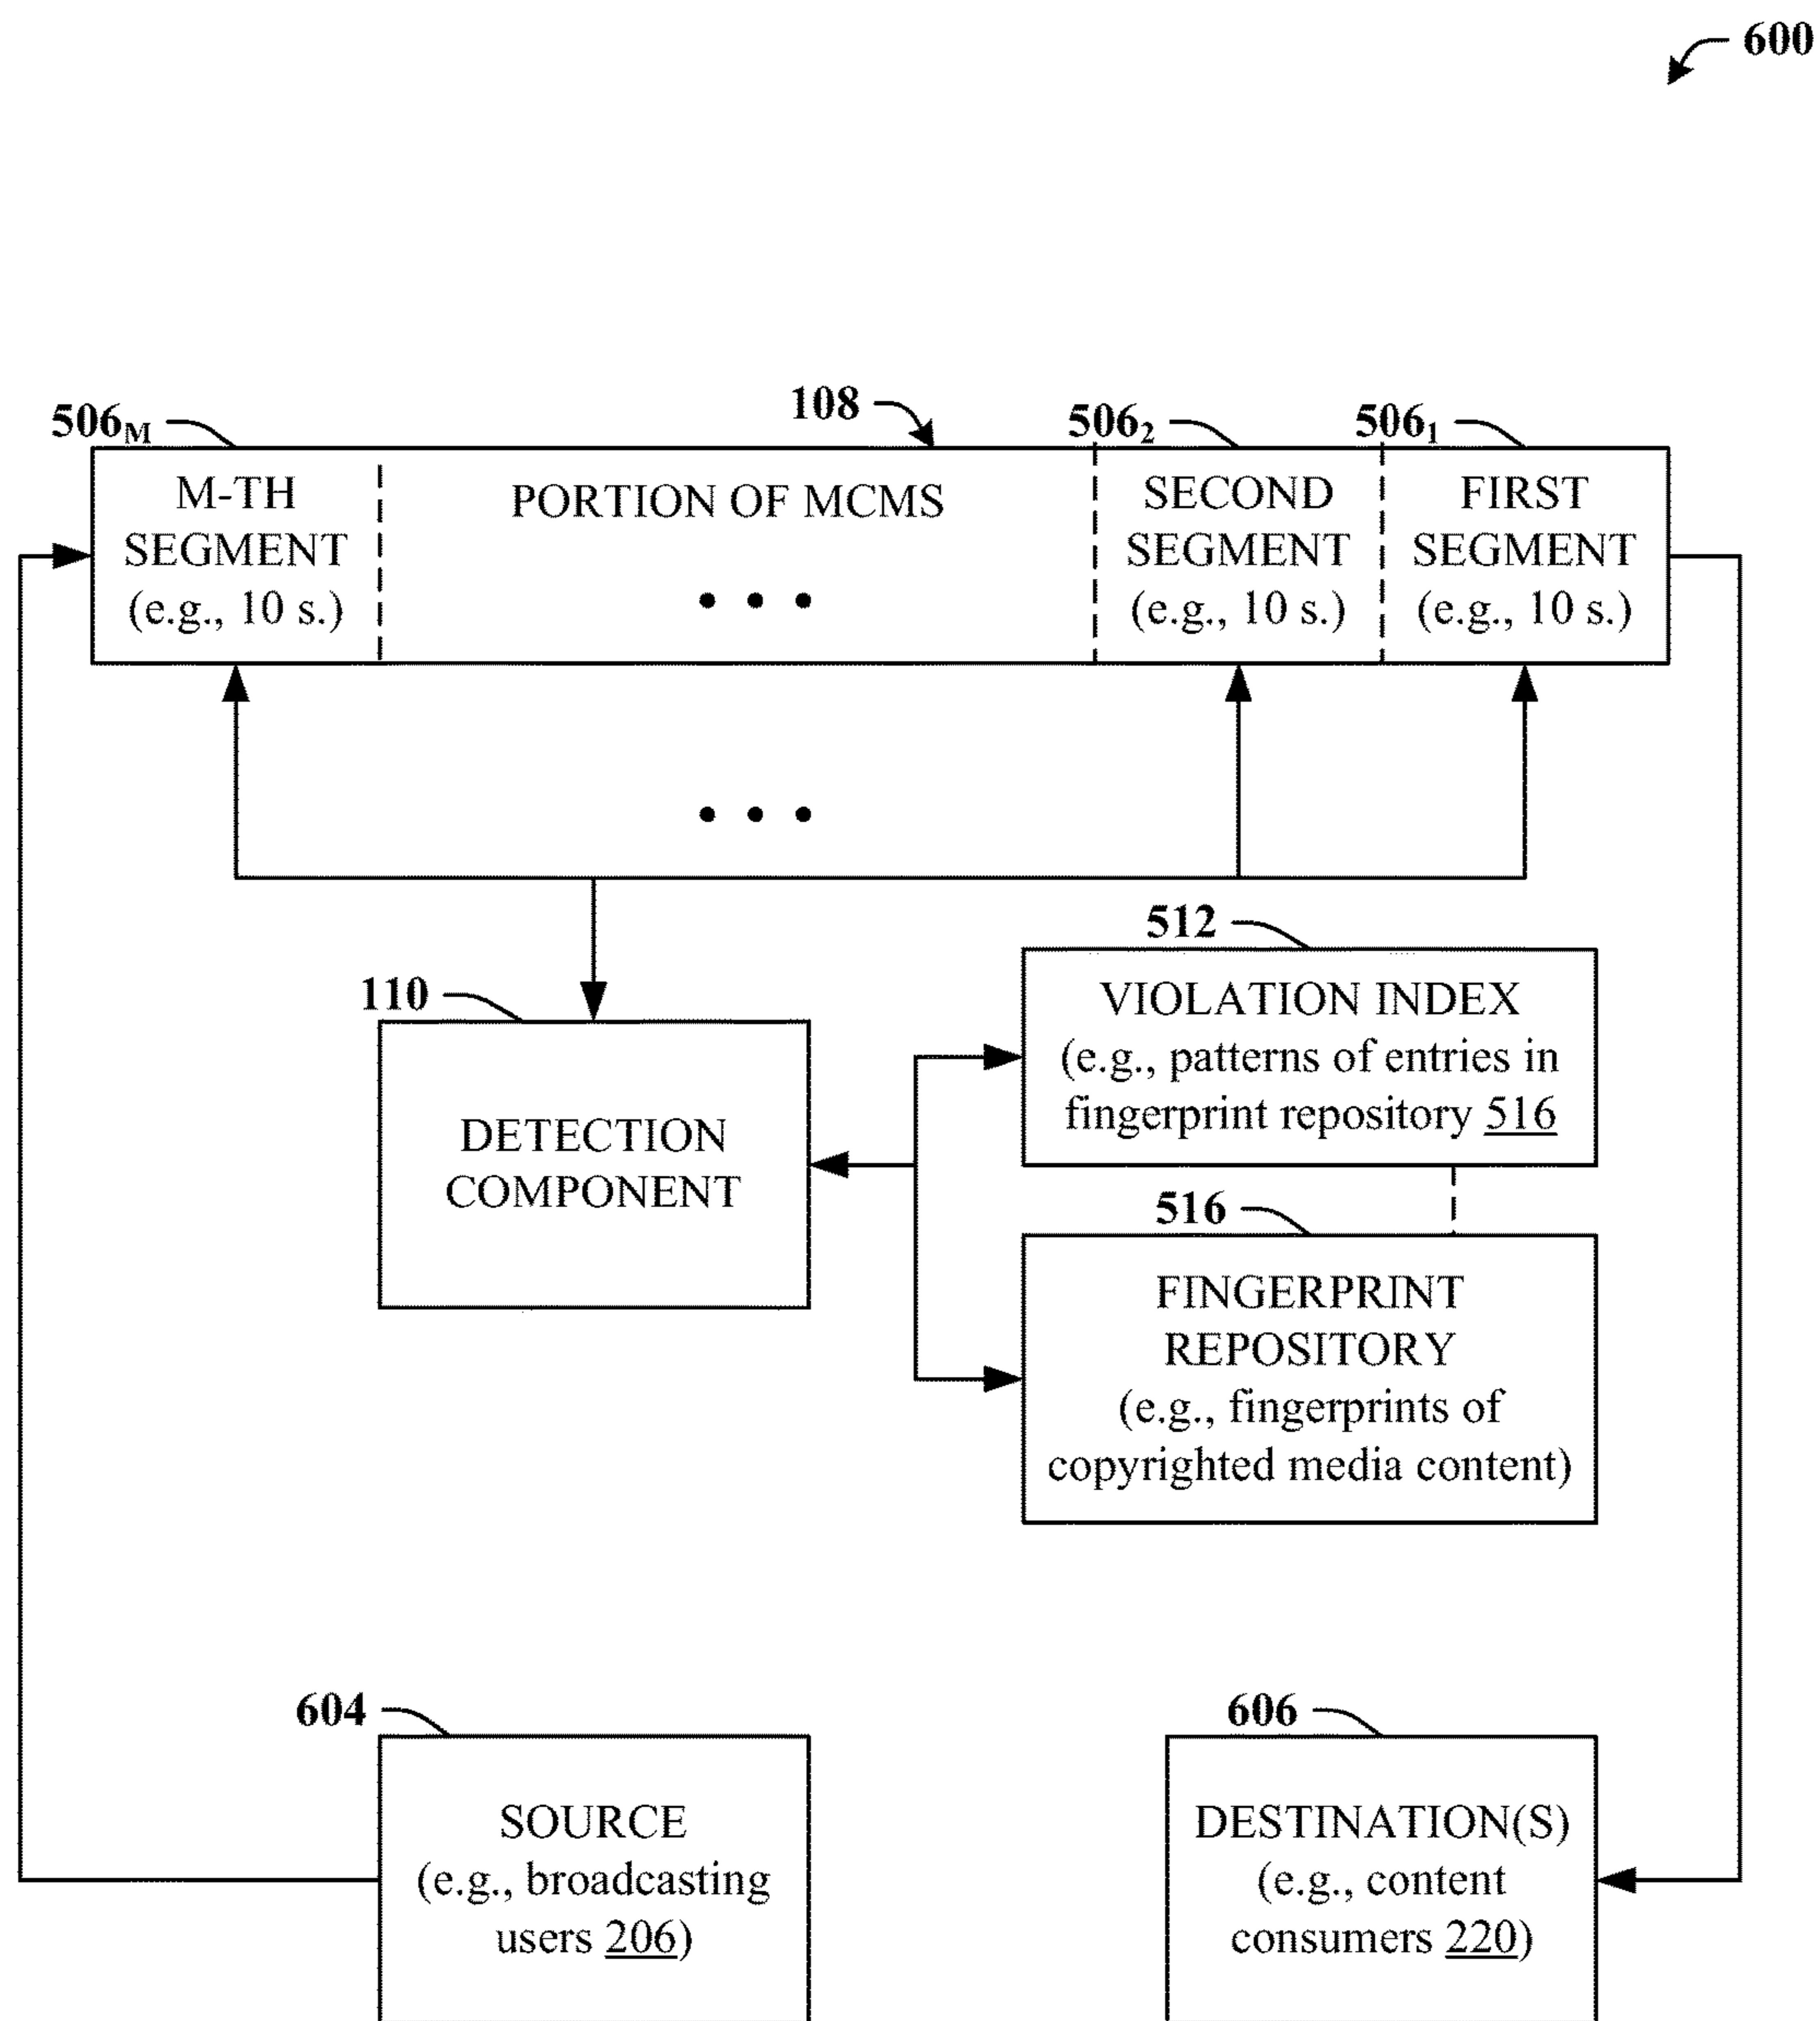 600
506M
108
5062
5061
M-TH
SEGMENT
(e.g., 10 s.)
PORTION OF MCMS
• • •
SECOND
SEGMENT
(e.g., 10 s.)
FIRST
SEGMENT
(e.g., 10 s.)
• • •
512
VIOLATION INDEX
(e.g., patterns of entries in
fingerprint repository 516
110
DETECTION
COMPONENT
516
FINGERPRINT
REPOSITORY
(e.g., fingerprints of
copyrighted media content)
604
SOURCE
(e.g., broadcasting
users 206)
606
DESTINATION(S)
(e.g., content
consumers 220)